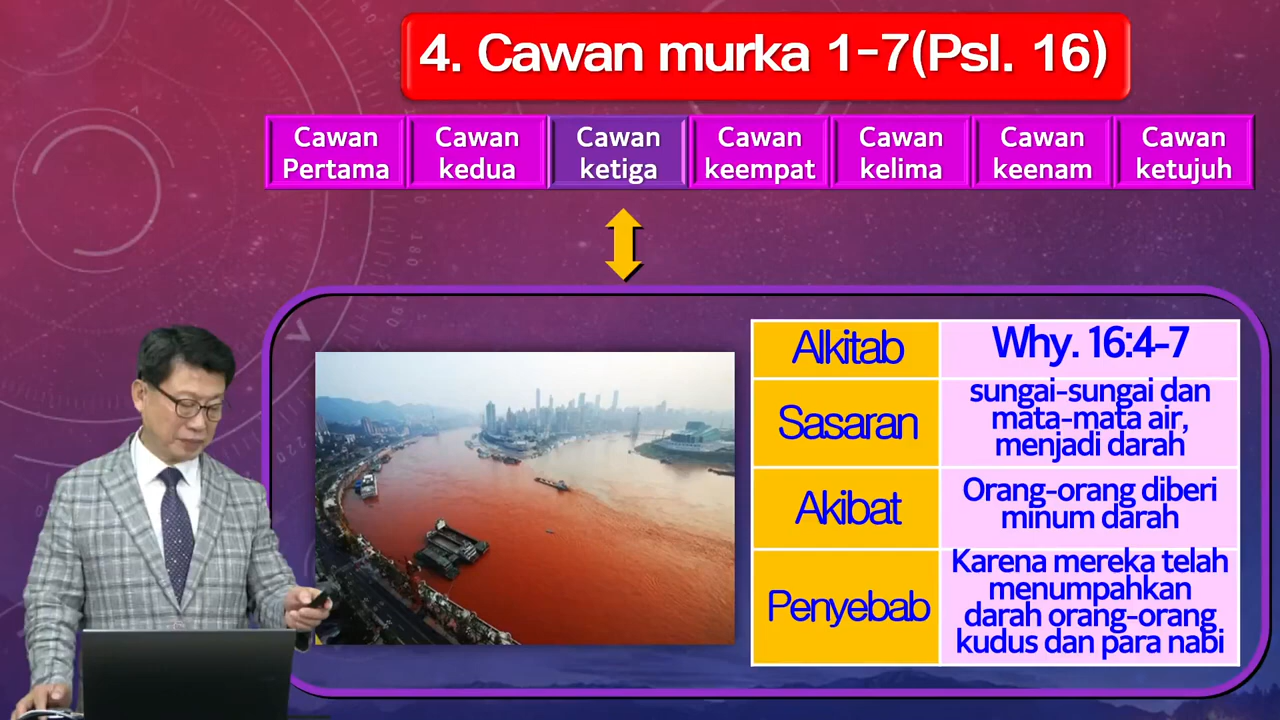 4. Cawan murka 1-7(Psl. 16)
Cawan
Pertama
Cawan
kedua
Cawan
ketiga
Cawan
keempat
Cawan
kelima
Cawan
keenam
Cawan
ketujuh
Alkitab
Why. 16:4-7
Sasaran
sungai-sungai dan
mata-mata air,
menjadi darah
Akibat
Orang-orang diberi
minum darah
Penyebab
Karena mereka telah
menumpahkan
darah orang-orang
kudus dan para nabi